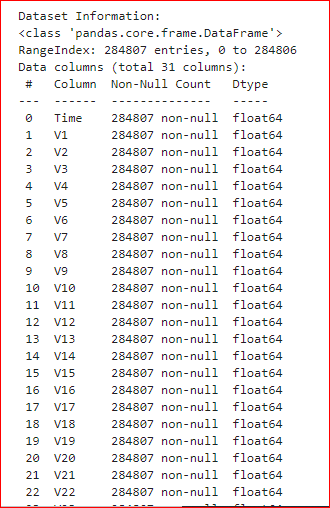 Dataset Information:
<class 'pandas.core.frame.DataFrame'>
RangeIndex: 284807 entries, 0 to 284806
Data columns (total 31 columns):
 #   Column  Non-Null Count   Dtype
---  ------  --------------   -----
 0   Time    284807 non-null  float64
 1   V1      284807 non-null  float64
 2   V2      284807 non-null  float64
 3   V3      284807 non-null  float64
 4   V4      284807 non-null  float64
 5   V5      284807 non-null  float64
 6   V6      284807 non-null  float64
 7   V7      284807 non-null  float64
 8   V8      284807 non-null  float64
 9   V9      284807 non-null  float64
 10  V10     284807 non-null  float64
 11  V11     284807 non-null  float64
 12  V12     284807 non-null  float64
 13  V13     284807 non-null  float64
 14  V14     284807 non-null  float64
 15  V15     284807 non-null  float64
 16  V16     284807 non-null  float64
 17  V17     284807 non-null  float64
 18  V18     284807 non-null  float64
 19  V19     284807 non-null  float64
 20  V20     284807 non-null  float64
 21  V21     284807 non-null  float64
 22  V22     284807 non-null  float64